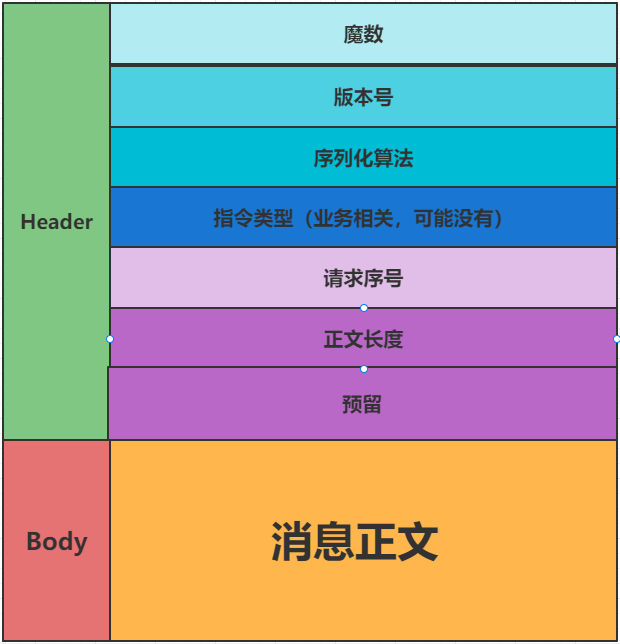 魔数
版本号
序列化算法
指令类型（业务相关，可能没有）
Header
请求序号
正文长度
预留
Body
消息正文